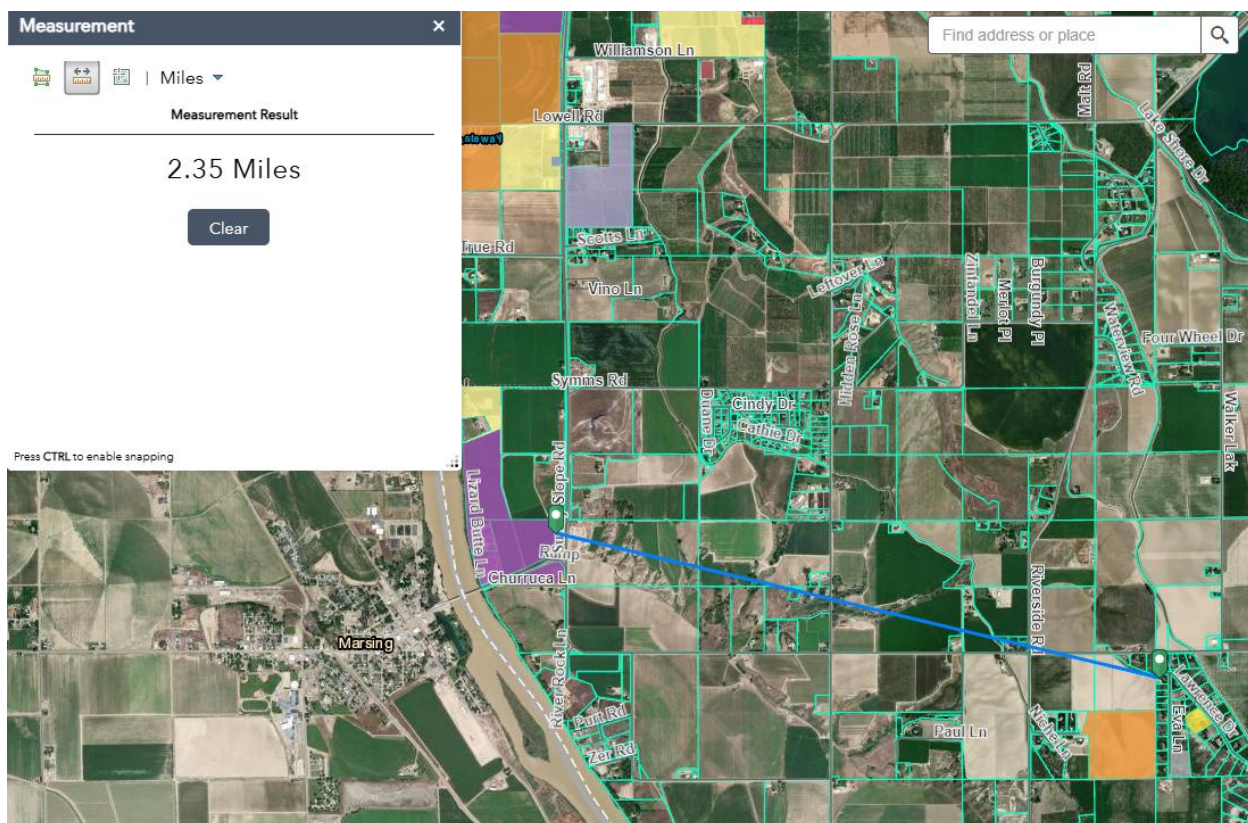 Measurement
×
Find address or place
| Miles
Measurement Result
2.35 Miles
Clear
Press CTRL to enable snapping
Williamson Ln
Malt Rd
Lowell Rd
Lake Shore Dr
ateway
Scotts Ln
True Rd
Leftover Ln
Zinfandel Ln
Merlot Pl
Burgundy Pl
Vino Ln
Hidden Rose Ln
Waterview Rd
Four Wheel Dr
Symms Rd
Duane Dr
Cindy Dr
Cathie Dr
Walker Lak
Lizard Butte Ln
Slope Rd
Ramp
Churruca Ln
Riverside R
Marsing
River Rock Ln
Lawrence Dr
Purt Rd
Zer Rd
Paul Ln
Niche Ln
Eva Ln